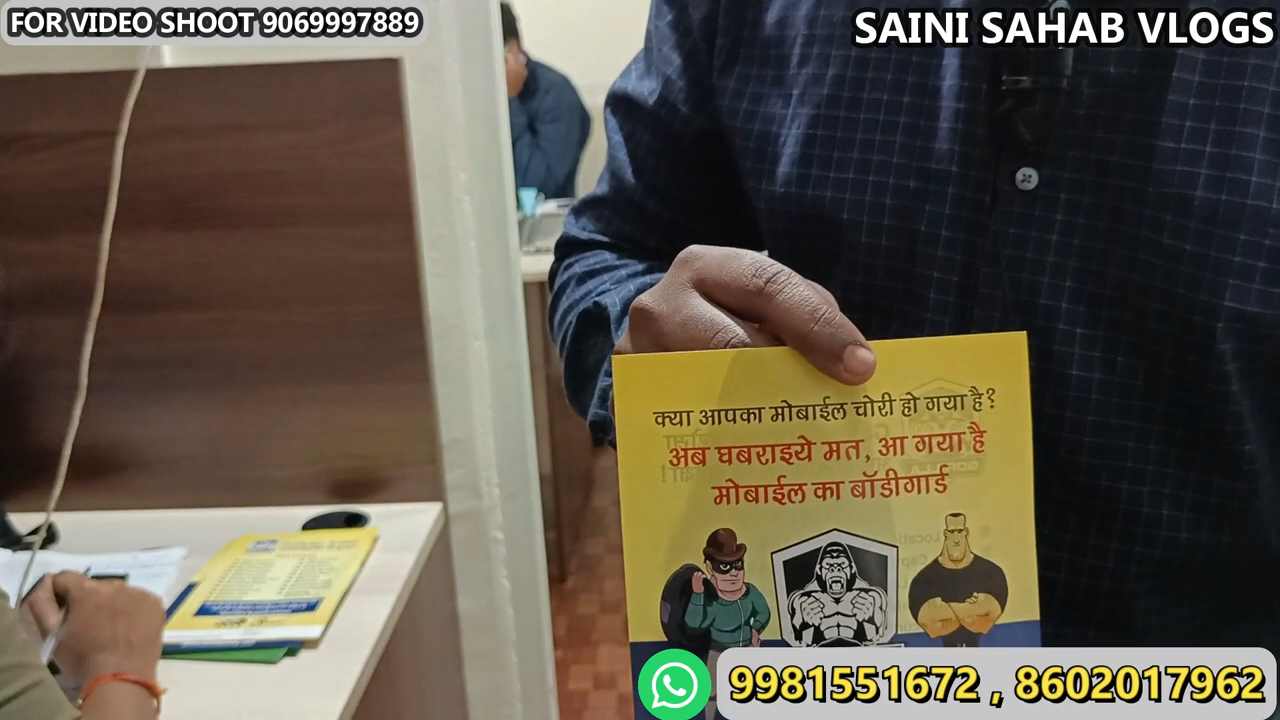 FOR VIDEO SHOOT 9069997889
SAINI SAHAB VLOGS
क्या आपका मोबाईल चोरी हो गया है?
अब घबराइये मत, आ गया है
मोबाईल का बॉडीगार्ड
9981551672 , 8602017962